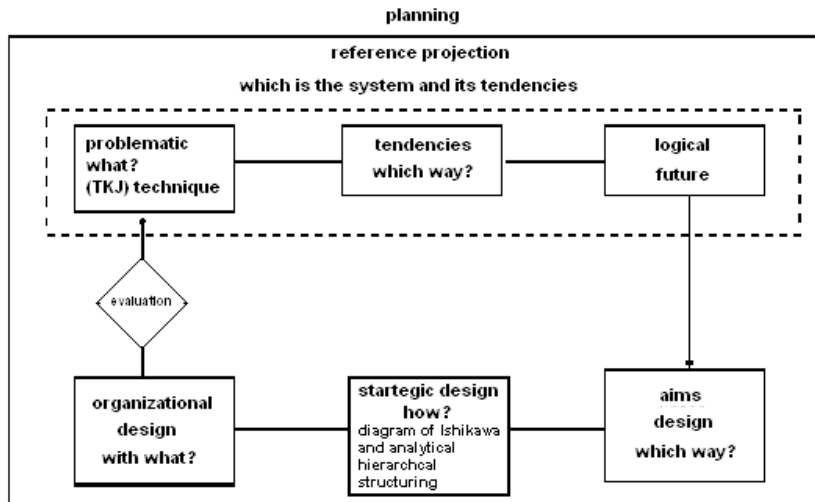 planning
reference projection
which is the system and its tendencies
problematic
what?
(TKJ) technique
tendencies
which way?
logical
future
evaluation
organizational
design
with what?
startegic design
how?
diagram of Ishikawa
and analytical
hierarchcal
structuring
aims
design
which way?